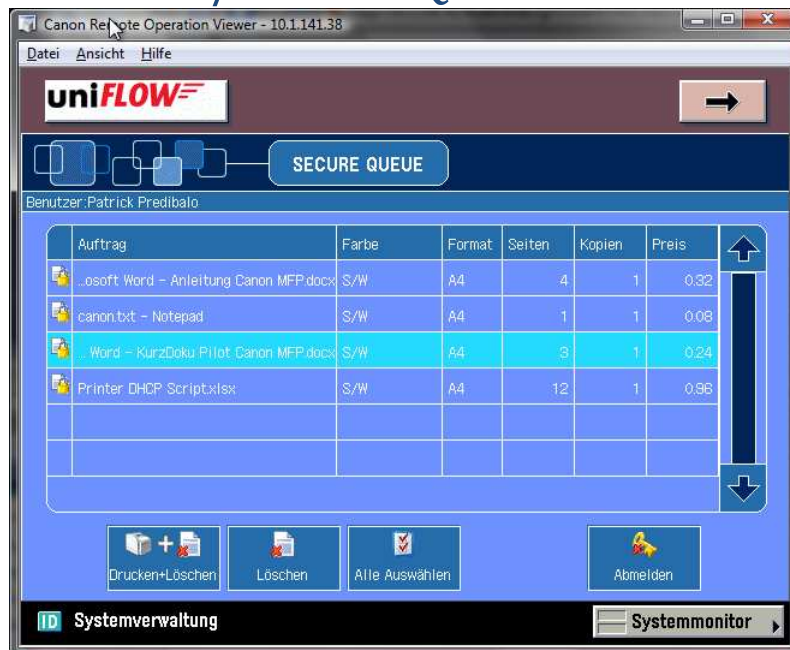 Canon Remote Operation Viewer - 10.1.141.38
Datei Ansicht Hilfe
uniFLOW
SECURE QUEUE
Benutzer:Patrick Predibalo
Auftrag Farbe Format Seiten Kopien Preis
..osoft Word - Anleitung Canon MFP.docx S/W A4 4 1 0.32
canon.txt - Notepad S/W A4 1 1 0.08
.. Word - KurzDoku Pilot Canon MFP.docx S/W A4 3 1 0.24
Printer DHCP Script.xlsx S/W A4 12 1 0.96
Drucken+Löschen Löschen Alle Auswählen Abmelden
ID Systemverwaltung Systemmonitor